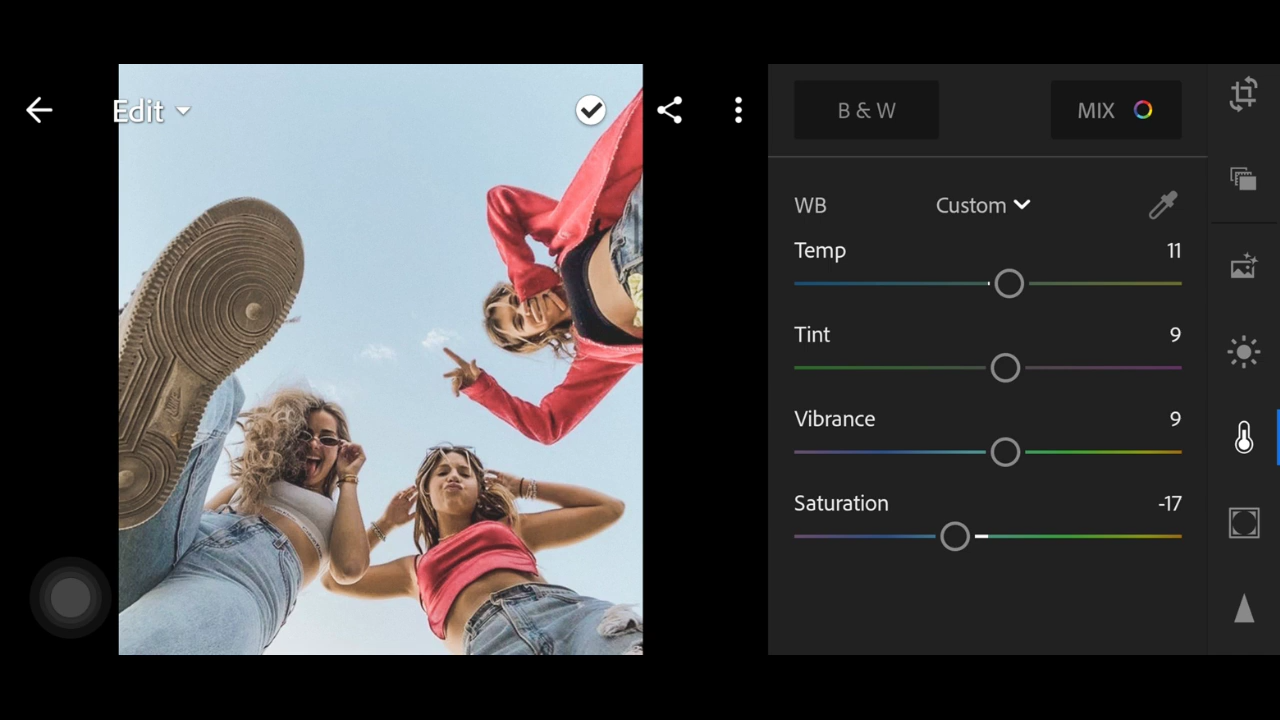 Edit
B & W
MIX
WB
Custom
Temp
11
Tint
9
Vibrance
9
Saturation
-17